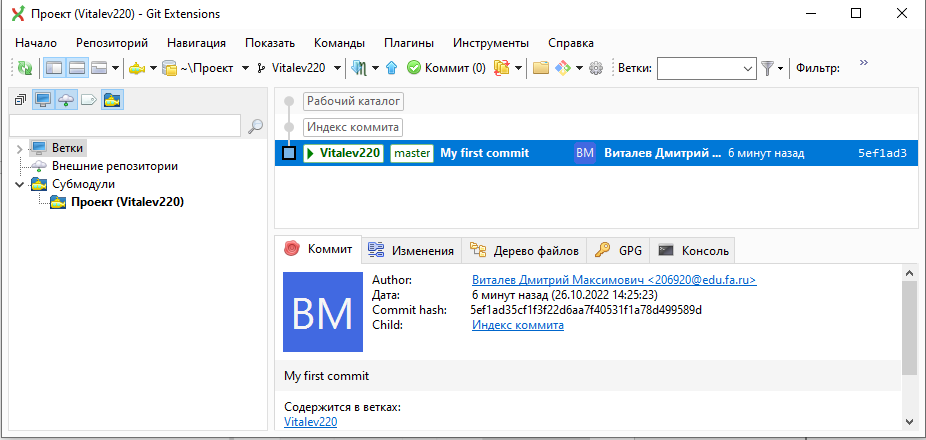 Проект (Vitalev220) - Git Extensions
Начало Репозиторий Навигация Показать Команды Плагины Инструменты Справка
~\Проект Vitalev220 Коммит (0) Ветки: Фильтр: »
Рабочий каталог
Индекс коммита
Vitalev220 master My first commit ВМ Виталев Дмитрий ... 6 минут назад 5ef1ad3
Ветки
Внешние репозитории
Субмодули
Проект (Vitalev220)
Коммит Изменения Дерево файлов GPG Консоль
ВМ
Author: Виталев Дмитрий Максимович <206920@edu.fa.ru>
Дата: 6 минут назад (26.10.2022 14:25:23)
Commit hash: 5ef1ad35cf1f3f22d6aa7f40531f1a78d499589d
Child: Индекс коммита
My first commit
Содержится в ветках:
Vitalev220